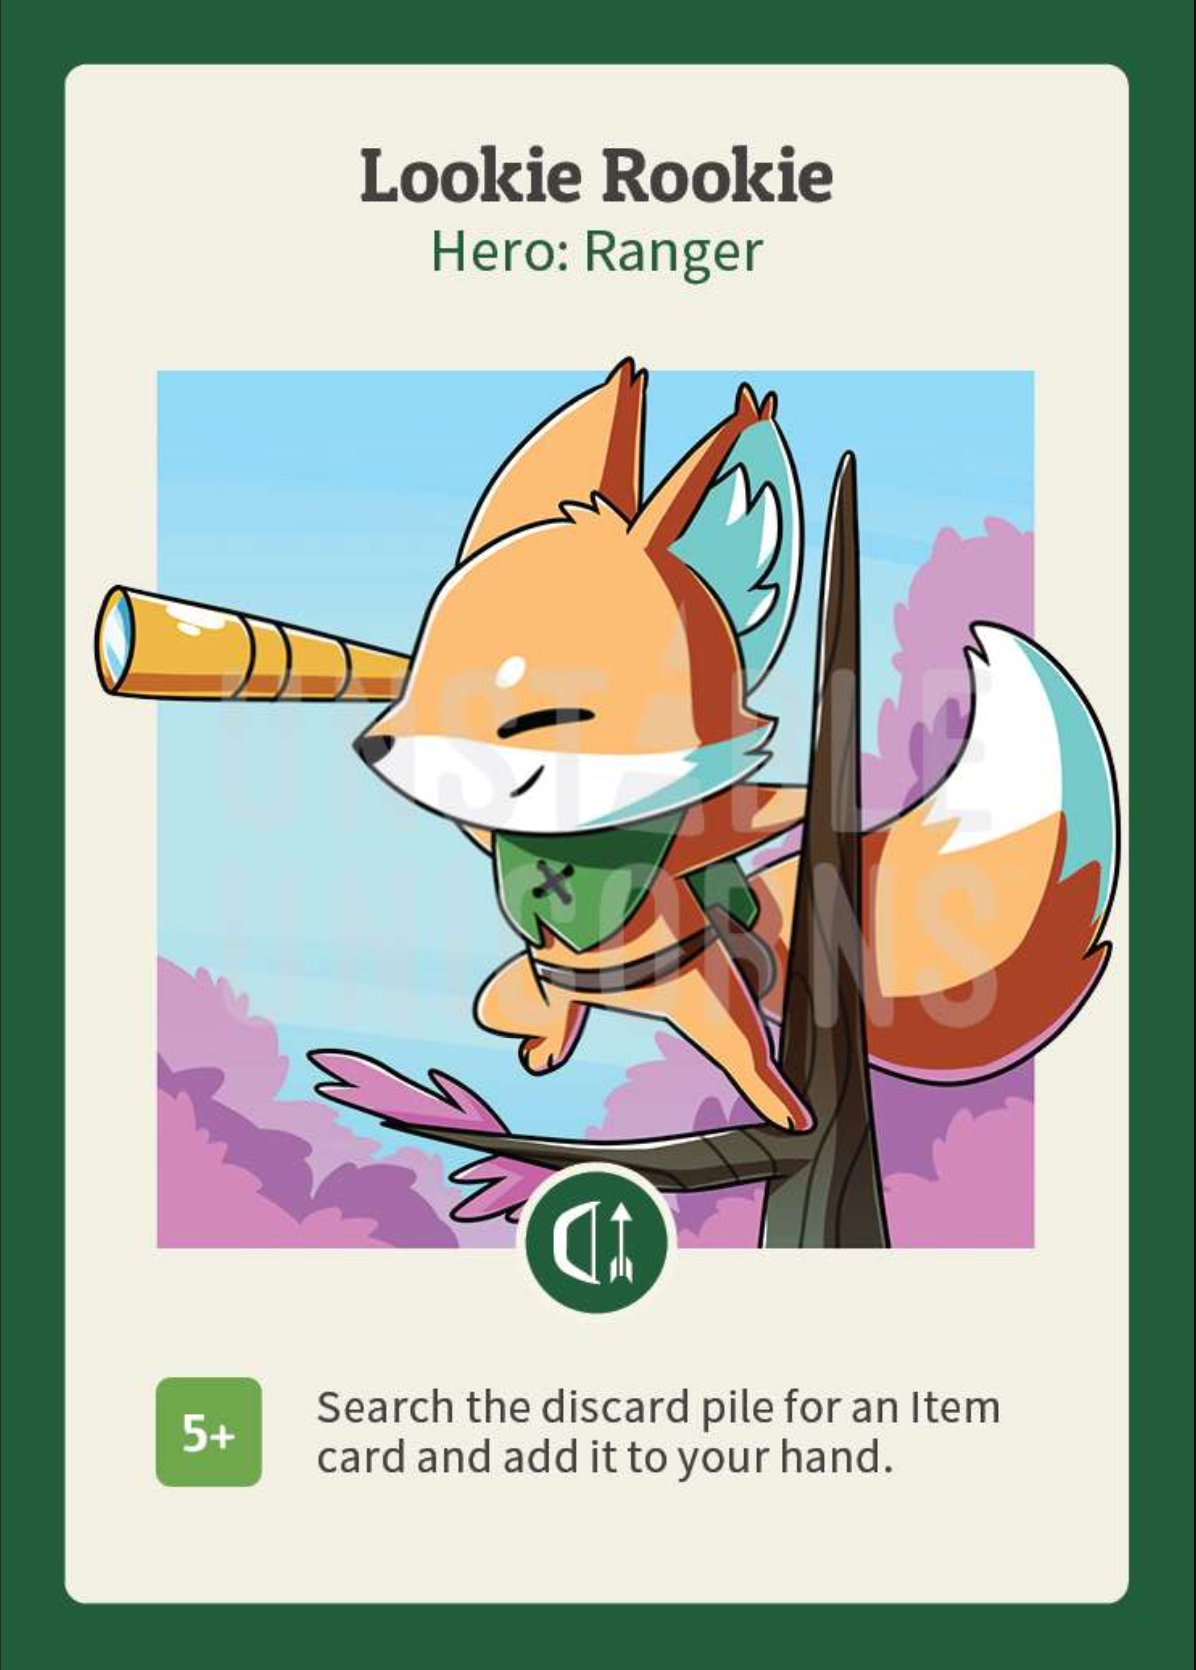 Lookie Rookie
Hero: Ranger
UNSTABLE
UNICORNS
5+
Search the discard pile for an Item
card and add it to your hand.